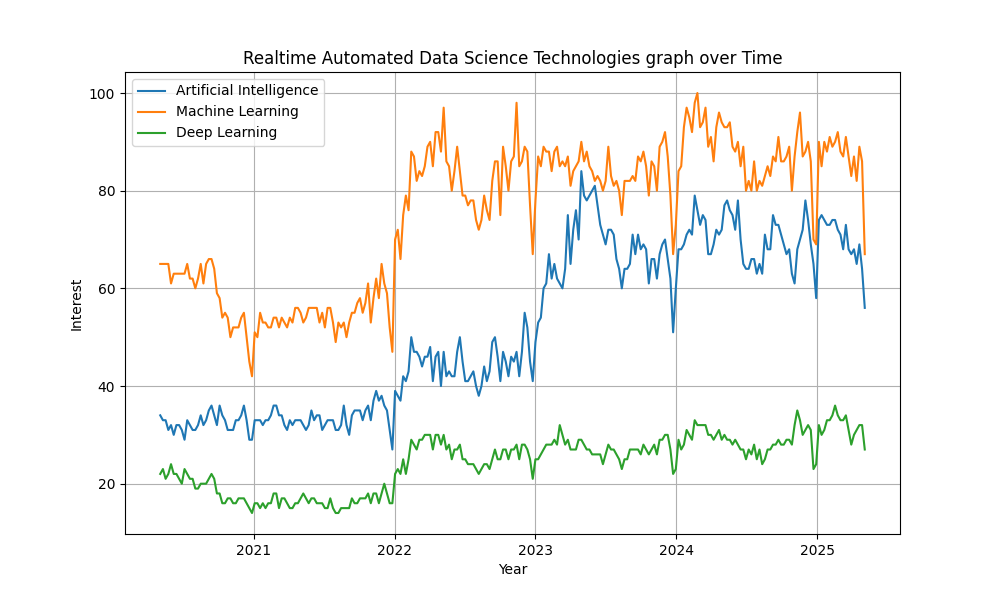 Realtime Automated Data Science Technologies graph over Time
Artificial Intelligence
Machine Learning
Deep Learning
100
80
60
40
20
Interest
2021 2022 2023 2024 2025
Year